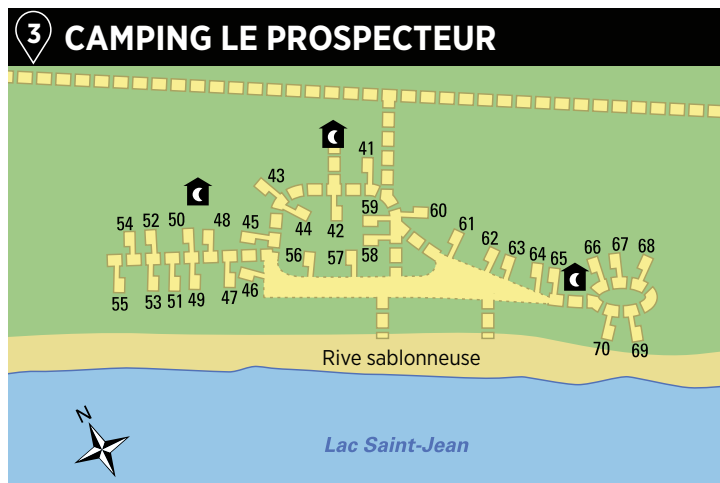 3 CAMPING LE PROSPECTEUR
41
43
59 60
44 42
54 52 50 48 45
61
58
62 63
56 57
64 65 66 67 68
55 53 51 49 47 46
70 69
Rive sablonneuse
N
Lac Saint-Jean